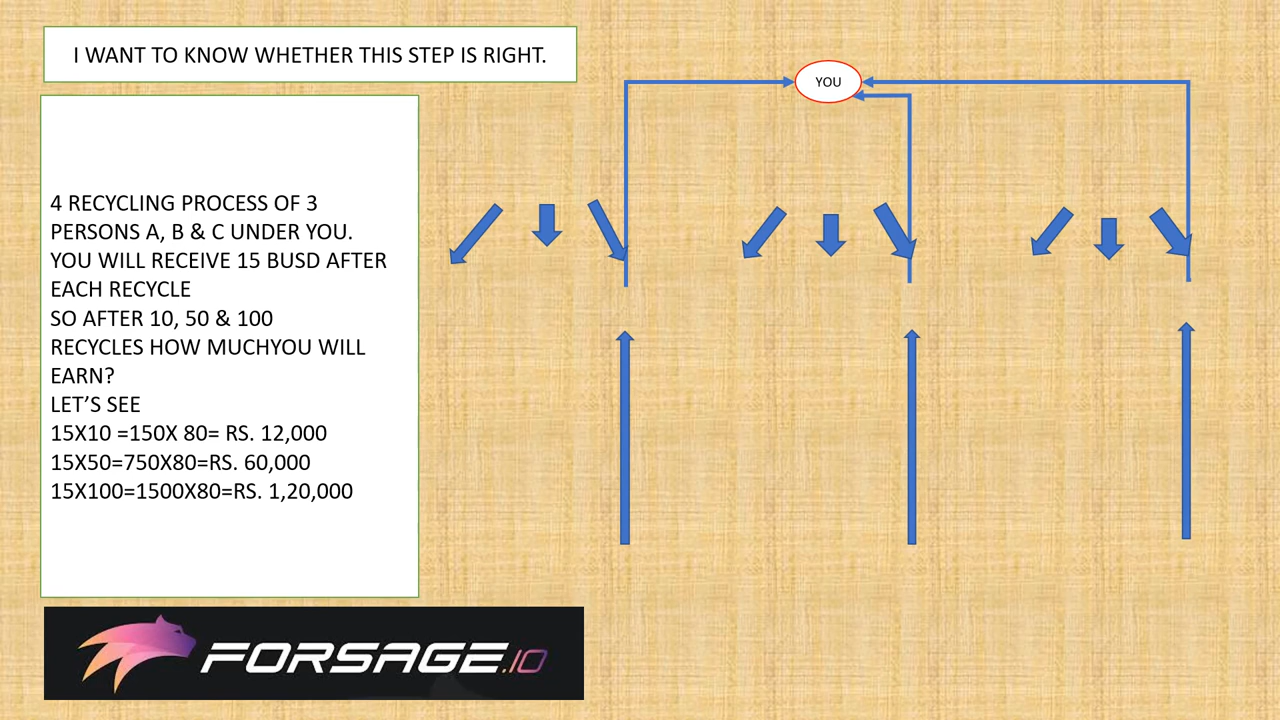 I WANT TO KNOW WHETHER THIS STEP IS RIGHT.
YOU
4 RECYCLING PROCESS OF 3
PERSONS A, B & C UNDER YOU.
YOU WILL RECEIVE 15 BUSD AFTER
EACH RECYCLE
SO AFTER 10, 50 & 100
RECYCLES HOW MUCHYOU WILL
EARN?
LET’S SEE
15X10 =150X 80= RS. 12,000
15X50=750X80=RS. 60,000
15X100=1500X80=RS. 1,20,000
FORSAGE.IO